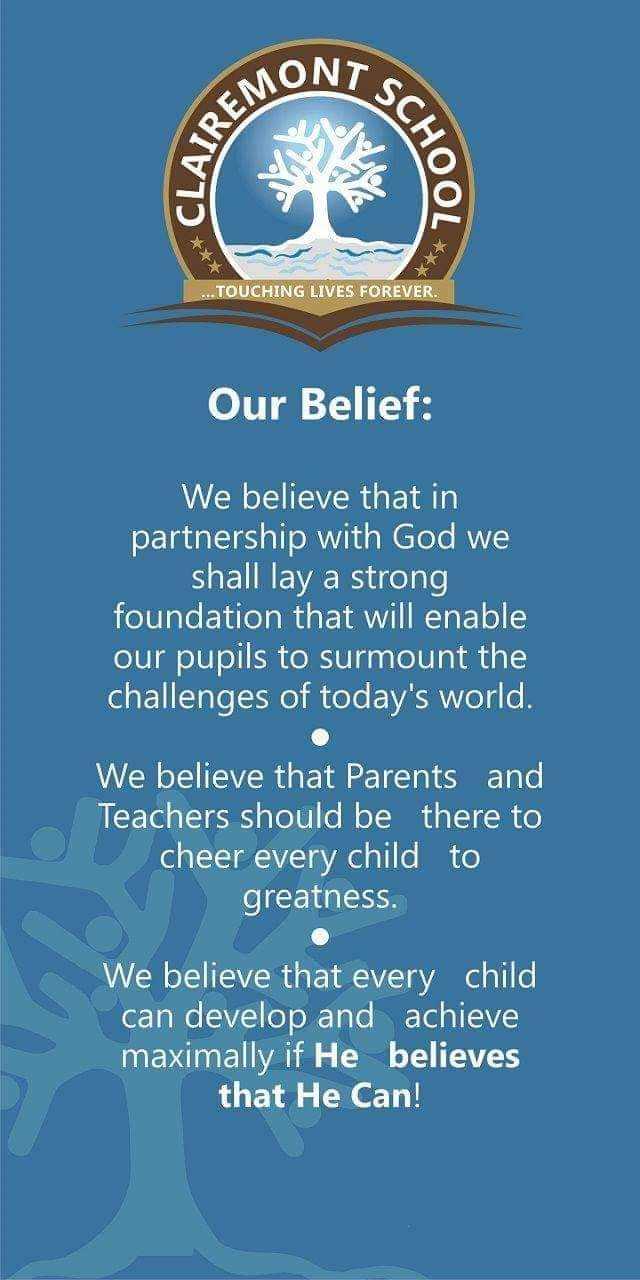 CLAIREMONT SCHOOL
...TOUCHING LIVES FOREVER.
Our Belief:
We believe that in
partnership with God we
shall lay a strong
foundation that will enable
our pupils to surmount the
challenges of today's world.
We believe that Parents and
Teachers should be there to
cheer every child to
greatness.
We believe that every child
can develop and achieve
maximally if He believes
that He Can!